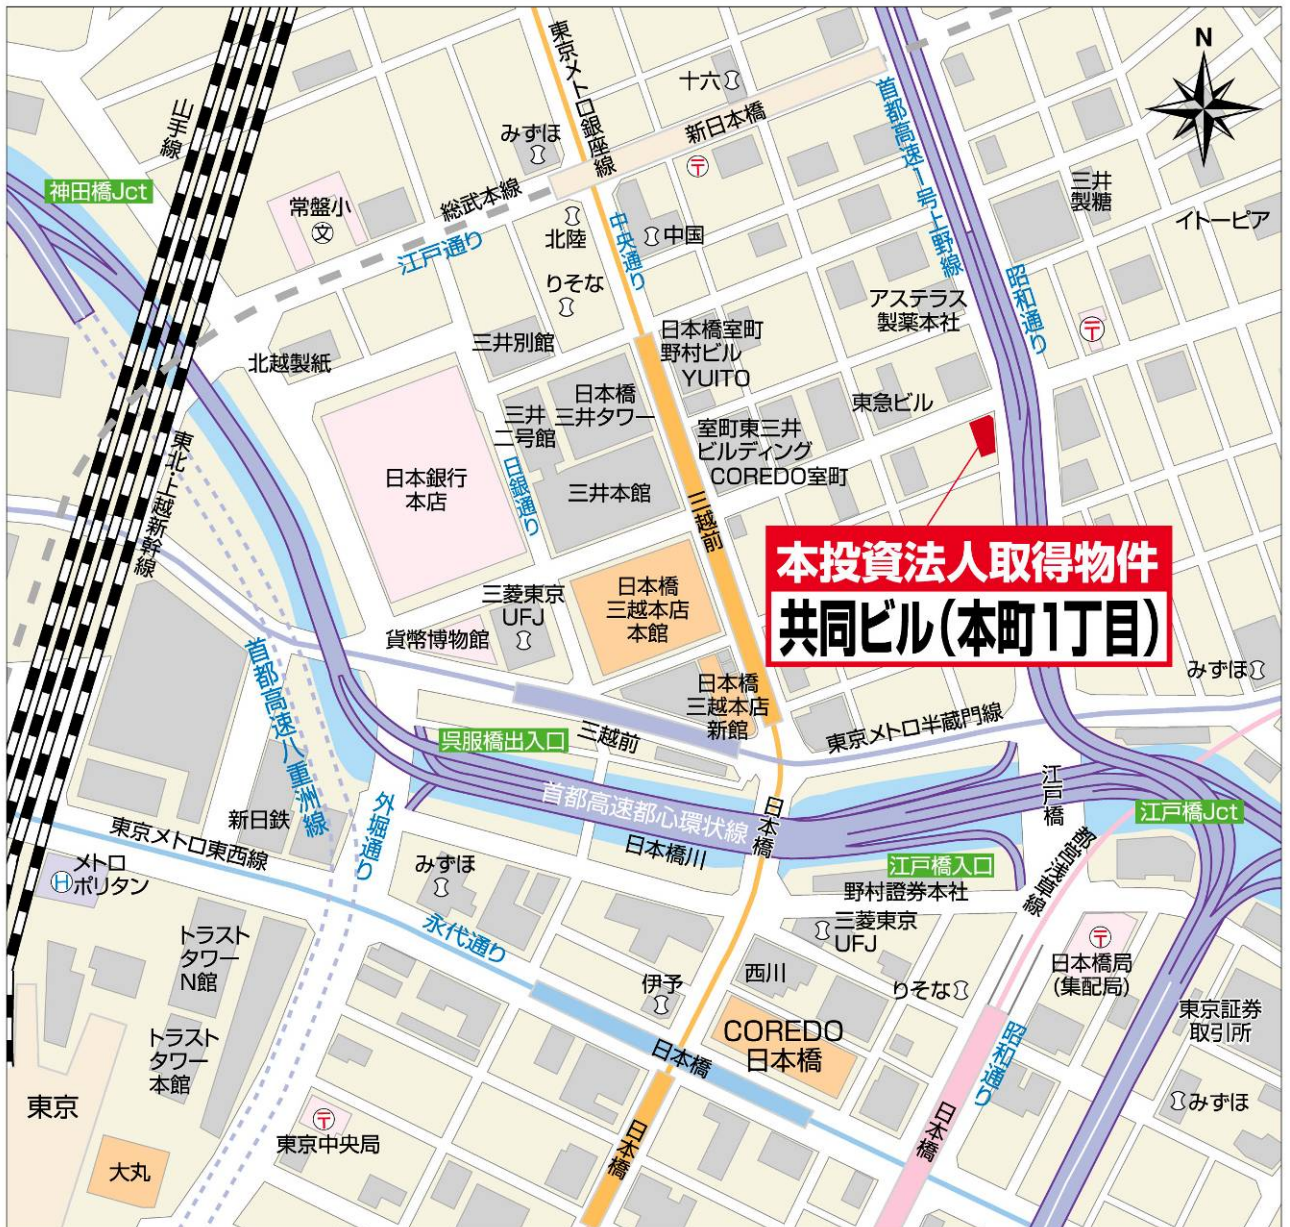 N
東京メトロ銀座線
十六
新日本橋
首都高速1号上野線
みずほ
山手線
神田橋Jct
常盤小
文
総武本線
江戸通り
北陸
中央通り
中国
三井
製糖
イトーピア
りそな
昭和通り
アステラス
製薬本社
三井別館
日本橋室町
野村ビル
YUITO
北越製紙
日本橋
三井タワー
三井
二号館
東急ビル
室町東三井
ビルディング
COREDO室町
日本銀行
本店
日銀通り
三井本館
三越前
東北・上越新幹線
本投資法人取得物件
共同ビル(本町1丁目)
三菱東京
UFJ
日本橋
三越本店
本館
貨幣博物館
首都高速八重洲線
みずほ
日本橋
三越本店
新館
東京メトロ半蔵門線
呉服橋出入口
三越前
江戸橋
首都高速都心環状線
日本橋
江戸橋Jct
外堀通り
新日鉄
東京メトロ東西線
日本橋川
都営浅草線
メトロ
ポリタン
H
みずほ
江戸橋入口
野村證券本社
永代通り
三菱東京
UFJ
トラスト
タワー
N館
日本橋局
(集配局)
伊予
西川
りそな
東京証券
取引所
COREDO
日本橋
トラスト
タワー
本館
日本橋
昭和通り
みずほ
東京
東京中央局
日本橋
日本橋
大丸